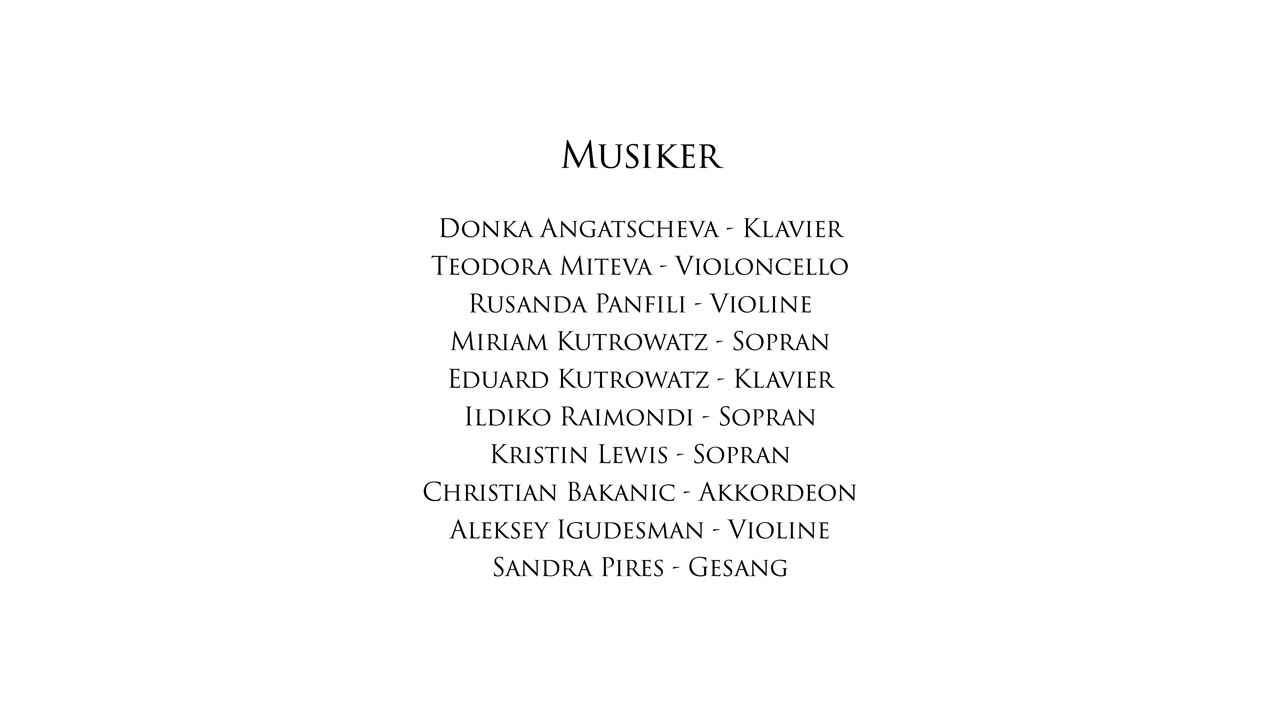 Musiker
Donka Angatscheva - Klavier
Teodora Miteva - Violoncello
Rusanda Panfili - Violine
Miriam Kutrowatz - Sopran
Eduard Kutrowatz - Klavier
Ildiko Raimondi - Sopran
Kristin Lewis - Sopran
Christian Bakanic - Akkordeon
Aleksey Igudesman - Violine
Sandra Pires - Gesang